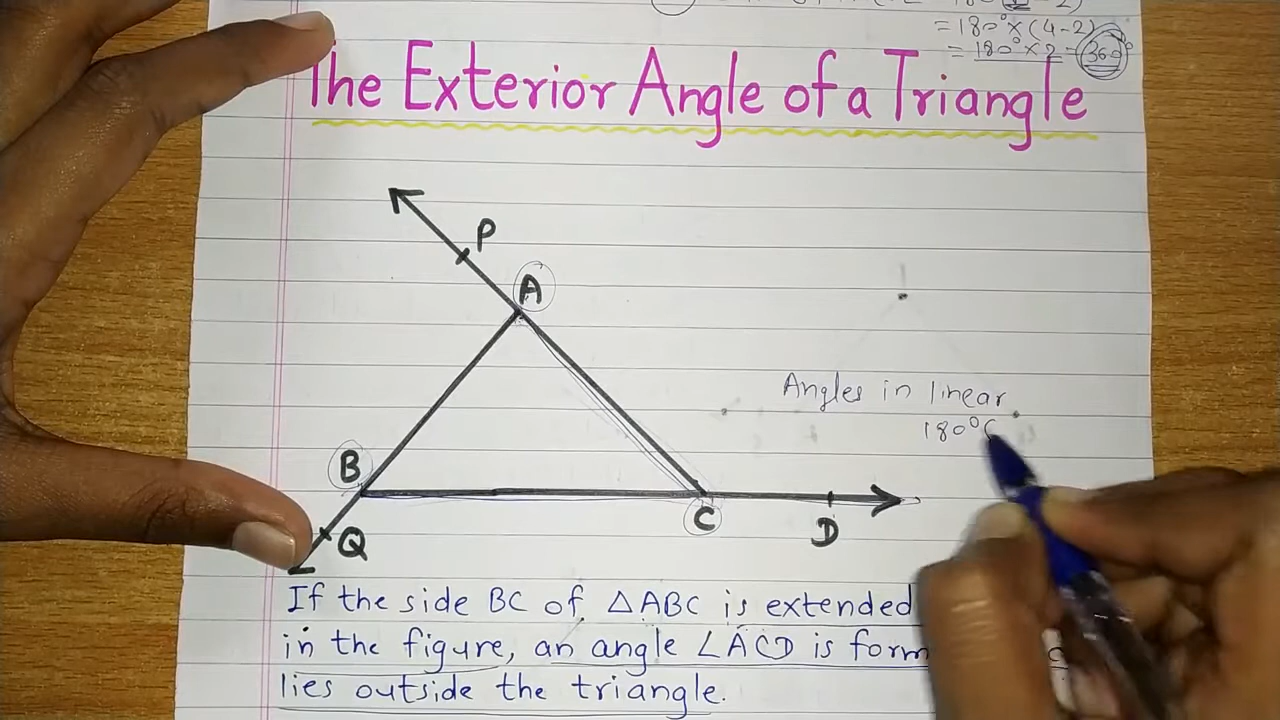 = 180° × (4 - 2)
= 180° × 2 = 360°
The Exterior Angle of a Triangle
P
A
Angles in linear
180°
B
C
D
Q
If the side BC of △ABC is extended
in the figure, an angle ∠ACD is form
lies outside the triangle.